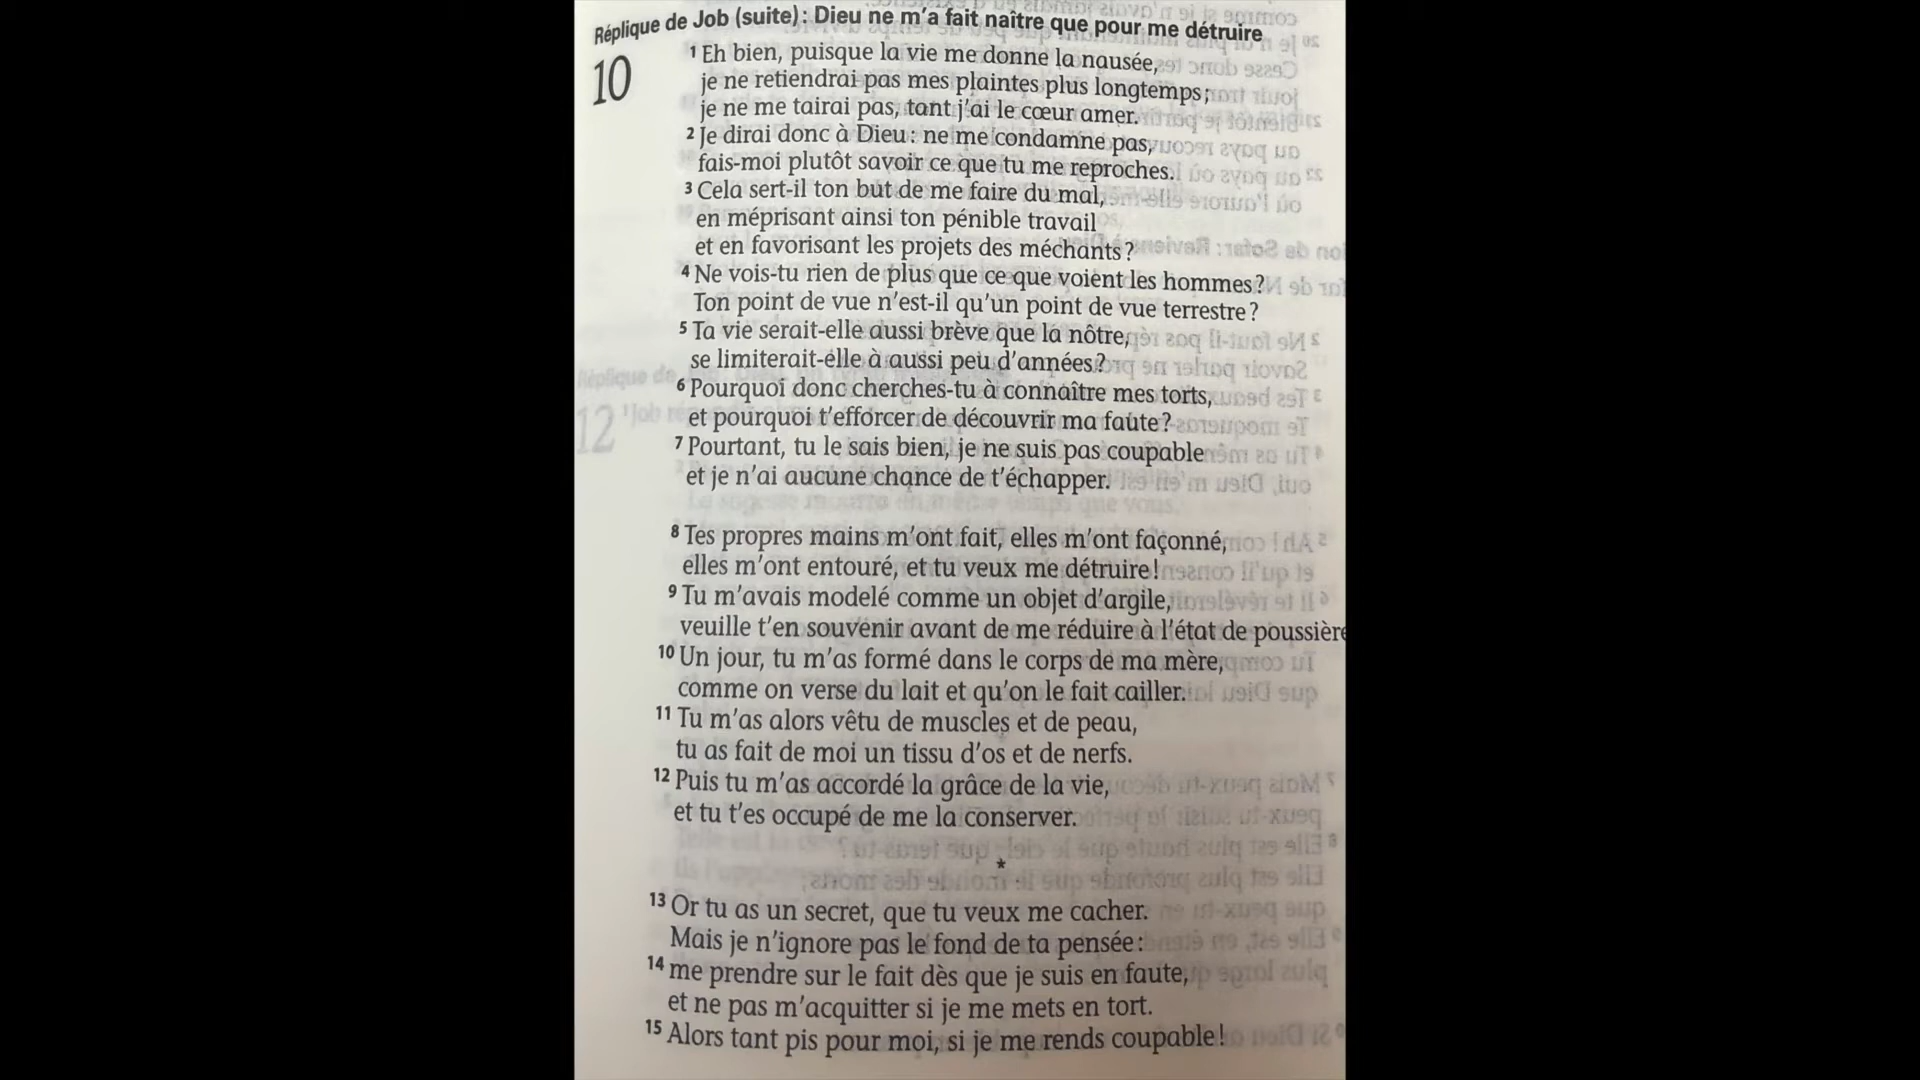 Réplique de Job (suite) : Dieu ne m'a fait naître que pour me détruire
10
1 Eh bien, puisque la vie me donne la nausée,
je ne retiendrai pas mes plaintes plus longtemps ;
je ne me tairai pas, tant j'ai le cœur amer.
2 Je dirai donc à Dieu : ne me condamne pas,
fais-moi plutôt savoir ce que tu me reproches.
3 Cela sert-il ton but de me faire du mal,
en méprisant ainsi ton pénible travail
et en favorisant les projets des méchants ?
4 Ne vois-tu rien de plus que ce que voient les hommes ?
Ton point de vue n'est-il qu'un point de vue terrestre ?
5 Ta vie serait-elle aussi brève que la nôtre,
se limiterait-elle à aussi peu d'années ?
6 Pourquoi donc cherches-tu à connaître mes torts,
et pourquoi t'efforcer de découvrir ma faute ?
7 Pourtant, tu le sais bien, je ne suis pas coupable
et je n'ai aucune chance de t'échapper.
8 Tes propres mains m'ont fait, elles m'ont façonné,
elles m'ont entouré, et tu veux me détruire !
9 Tu m'avais modelé comme un objet d'argile,
veuille t'en souvenir avant de me réduire à l'état de poussière
10 Un jour, tu m'as formé dans le corps de ma mère,
comme on verse du lait et qu'on le fait cailler.
11 Tu m'as alors vêtu de muscles et de peau,
tu as fait de moi un tissu d'os et de nerfs.
12 Puis tu m'as accordé la grâce de la vie,
et tu t'es occupé de me la conserver.
*
13 Or tu as un secret, que tu veux me cacher.
Mais je n'ignore pas le fond de ta pensée :
14 me prendre sur le fait dès que je suis en faute,
et ne pas m'acquitter si je me mets en tort.
15 Alors tant pis pour moi, si je me rends coupable !